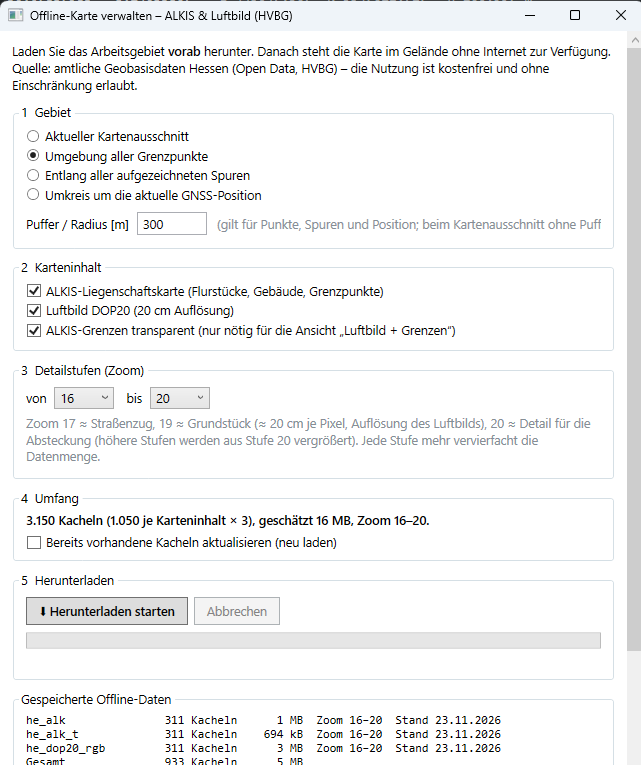 Offline-Karte verwalten – ALKIS & Luftbild (HVBG)
Laden Sie das Arbeitsgebiet vorab herunter. Danach steht die Karte im Gelände ohne Internet zur Verfügung.
Quelle: amtliche Geobasisdaten Hessen (Open Data, HVBG) – die Nutzung ist kostenfrei und ohne
Einschränkung erlaubt.
1 Gebiet
Aktueller Kartenausschnitt
Umgebung aller Grenzpunkte
Entlang aller aufgezeichneten Spuren
Umkreis um die aktuelle GNSS-Position
Puffer / Radius [m] 300 (gilt für Punkte, Spuren und Position; beim Kartenausschnitt ohne Puff
2 Karteninhalt
ALKIS-Liegenschaftskarte (Flurstücke, Gebäude, Grenzpunkte)
Luftbild DOP20 (20 cm Auflösung)
ALKIS-Grenzen transparent (nur nötig für die Ansicht „Luftbild + Grenzen“)
3 Detailstufen (Zoom)
von 16 bis 20
Zoom 17 ≈ Straßenzug, 19 ≈ Grundstück (≈ 20 cm je Pixel, Auflösung des Luftbilds), 20 ≈ Detail für die
Absteckung (höhere Stufen werden aus Stufe 20 vergrößert). Jede Stufe mehr vervierfacht die
Datenmenge.
4 Umfang
3.150 Kacheln (1.050 je Karteninhalt × 3), geschätzt 16 MB, Zoom 16–20.
Bereits vorhandene Kacheln aktualisieren (neu laden)
5 Herunterladen
⬇ Herunterladen starten Abbrechen
Gespeicherte Offline-Daten
he_alk 311 Kacheln 1 MB Zoom 16-20 Stand 23.11.2026
he_alk_t 311 Kacheln 694 kB Zoom 16-20 Stand 23.11.2026
he_dop20_rgb 311 Kacheln 3 MB Zoom 16-20 Stand 23.11.2026
Gesamt 933 Kacheln 5 MB